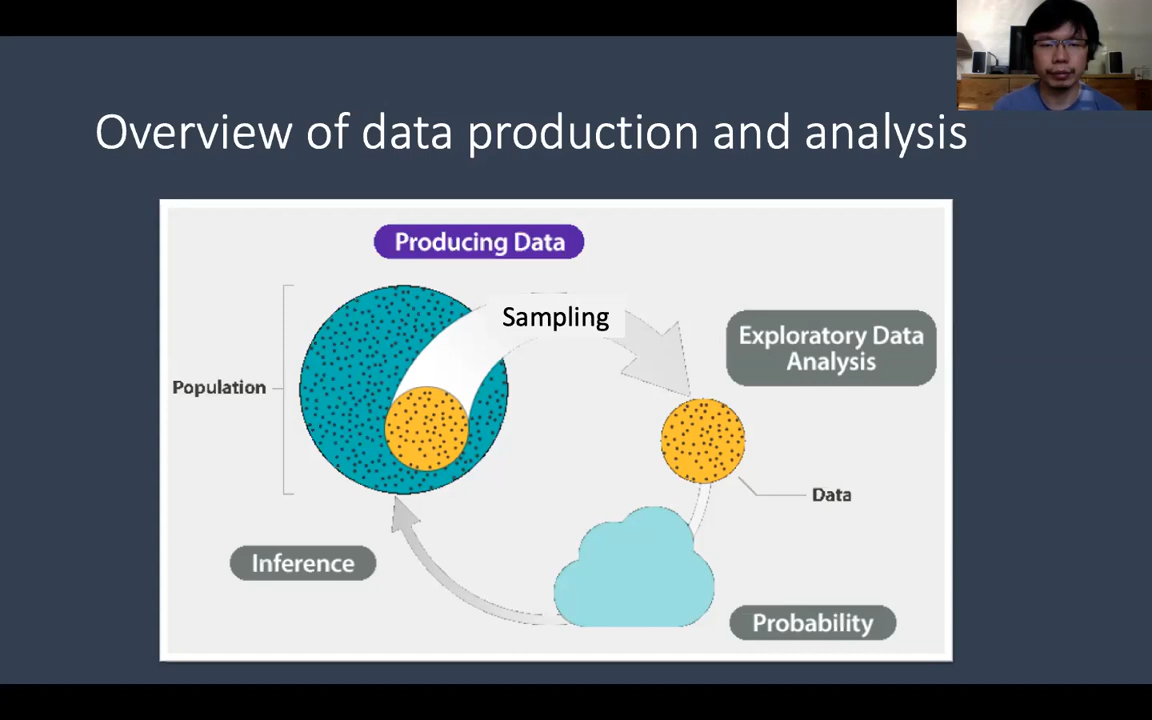 Overview of data production and analysis
Producing Data
Sampling
Exploratory Data
Analysis
Population
Data
Inference
Probability